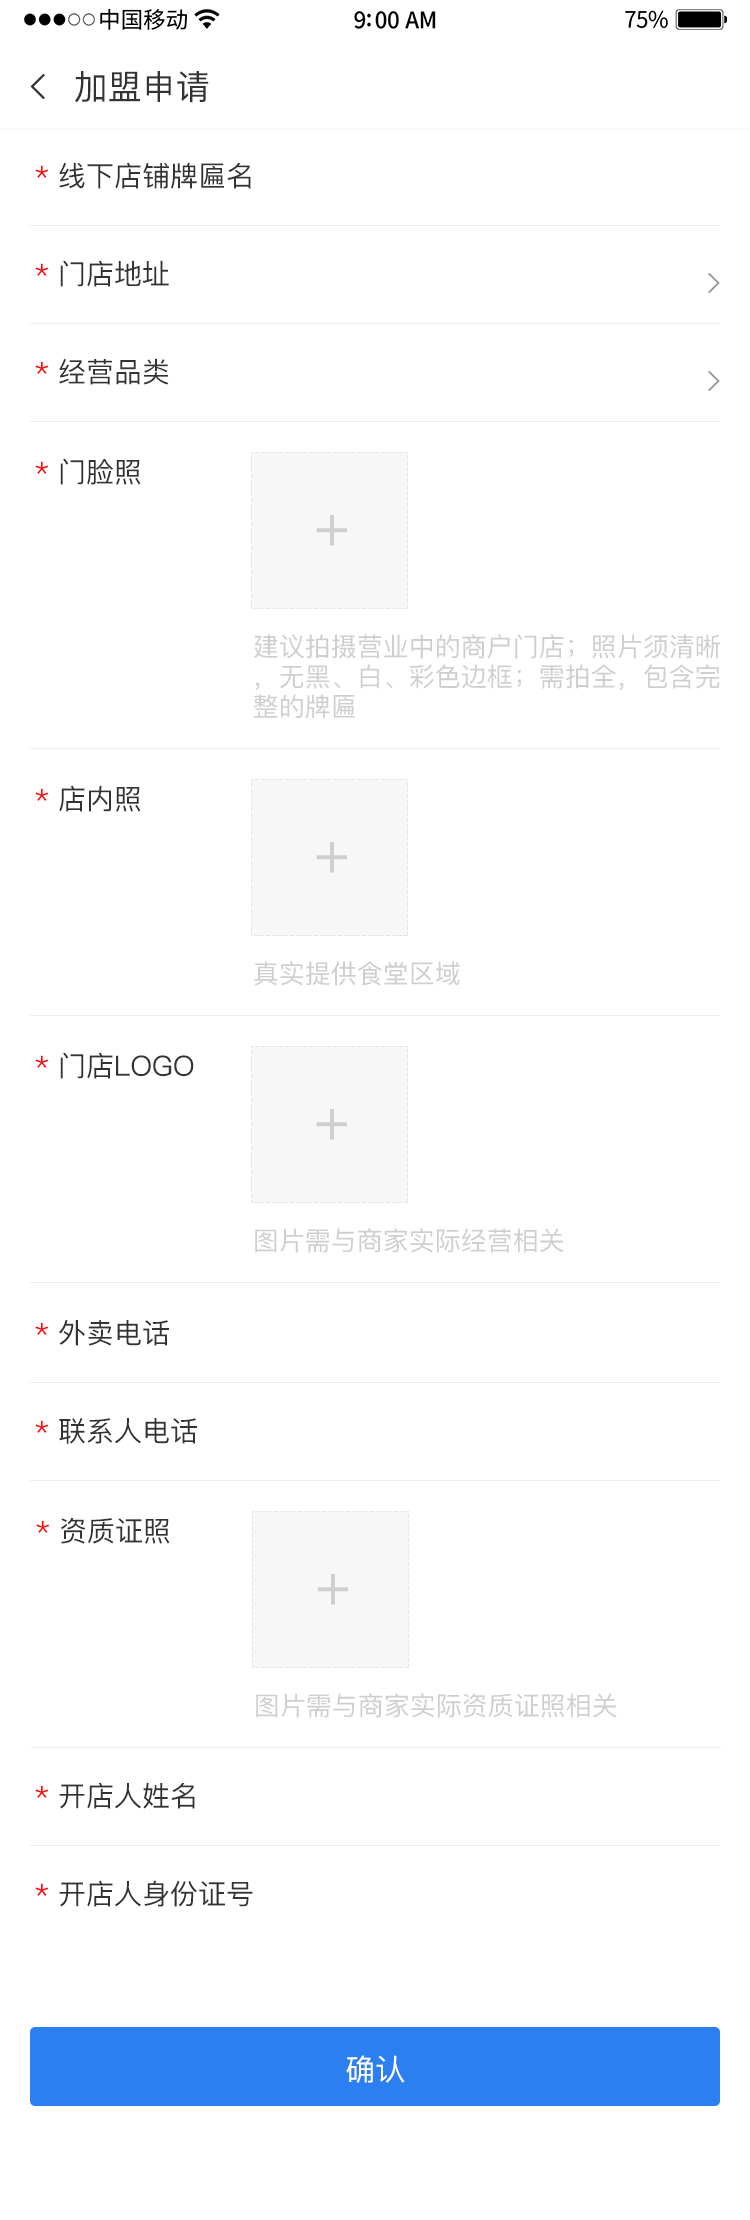 中国移动 9:00 AM 75%
加盟申请
* 线下店铺牌匾名
* 门店地址
* 经营品类
* 门脸照
建议拍摄营业中的商户门店；照片须清晰
，无黑、白、彩色边框；需拍全，包含完
整的牌匾
* 店内照
真实提供食堂区域
* 门店LOGO
图片需与商家实际经营相关
* 外卖电话
* 联系人电话
* 资质证照
图片需与商家实际资质证照相关
* 开店人姓名
* 开店人身份证号
确认